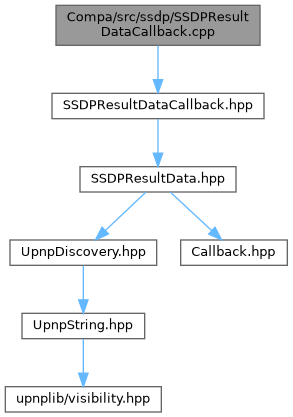 Compa/src/ssdp/SSDPResult
DataCallback.cpp
SSDPResultDataCallback.hpp
SSDPResultData.hpp
UpnpDiscovery.hpp
Callback.hpp
UpnpString.hpp
upnplib/visibility.hpp